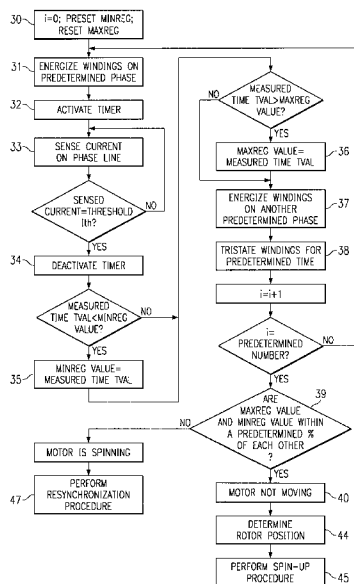 30
i=0; PRESET MINREG;
RESET MAXREG
31
ENERGIZE WINDINGS ON
PREDETERMINED PHASE
32
ACTIVATE TIMER
33
SENSE CURRENT
ON PHASE LINE
SENSED
CURRENT=THRESHOLD
Ith?
NO
YES
34
DEACTIVATE TIMER
MEASURED
TIME TVAL<MINREG
VALUE?
NO
YES
35
MINREG VALUE=
MEASURED TIME TVAL
MEASURED
TIME TVAL>MAXREG
VALUE?
NO
YES
MAXREG VALUE=
MEASURED TIME TVAL
36
ENERGIZE WINDINGS
ON ANOTHER
PREDETERMINED PHASE
37
TRISTATE WINDINGS FOR
PREDETERMINED TIME
38
i=i+1
i=
PREDETERMINED
NUMBER?
NO
YES
39
ARE
MAXREG VALUE
AND MINREG VALUE WITHIN
A PREDETERMINED %
OF EACH OTHER
?
NO
YES
MOTOR IS SPINNING
47
PERFORM
RESYNCHRONIZATION
PROCEDURE
MOTOR NOT MOVING
40
DETERMINE
ROTOR POSITION
44
PERFORM SPIN-UP
PROCEDURE
45